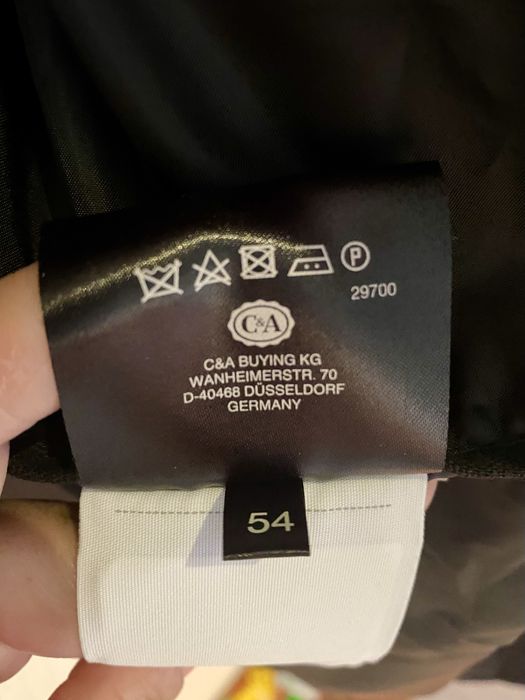 P
29700
C&A
C&A BUYING KG
WANHEIMERSTR. 70
D-40468 DÜSSELDORF
GERMANY
54